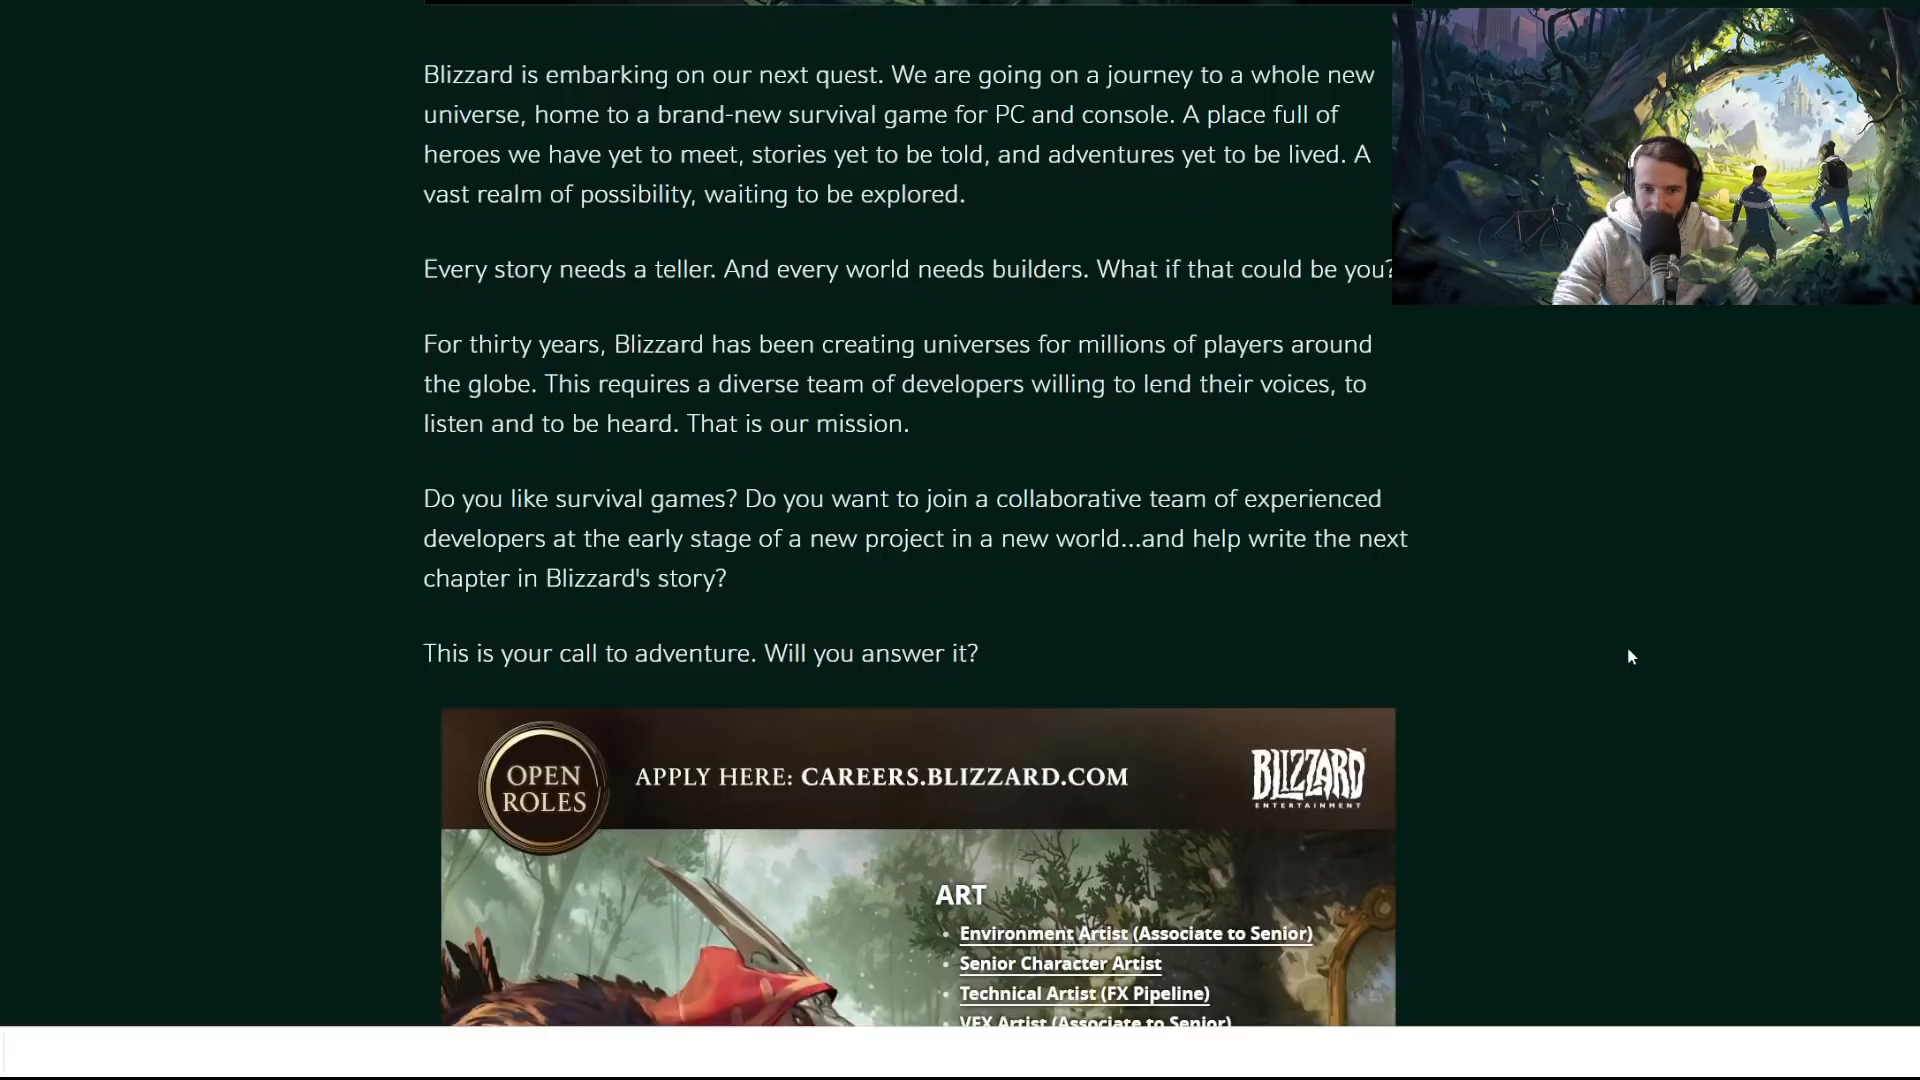 Blizzard is embarking on our next quest. We are going on a journey to a whole new
universe, home to a brand-new survival game for PC and console. A place full of
heroes we have yet to meet, stories yet to be told, and adventures yet to be lived. A
vast realm of possibility, waiting to be explored.
Every story needs a teller. And every world needs builders. What if that could be you?
For thirty years, Blizzard has been creating universes for millions of players around
the globe. This requires a diverse team of developers willing to lend their voices, to
listen and to be heard. That is our mission.
Do you like survival games? Do you want to join a collaborative team of experienced
developers at the early stage of a new project in a new world...and help write the next
chapter in Blizzard's story?
This is your call to adventure. Will you answer it?
OPEN
ROLES
APPLY HERE: CAREERS.BLIZZARD.COM
BLIZZARD
ENTERTAINMENT
ART
• Environment Artist (Associate to Senior)
• Senior Character Artist
• Technical Artist (FX Pipeline)
VFX Artist (Associate to Senior)